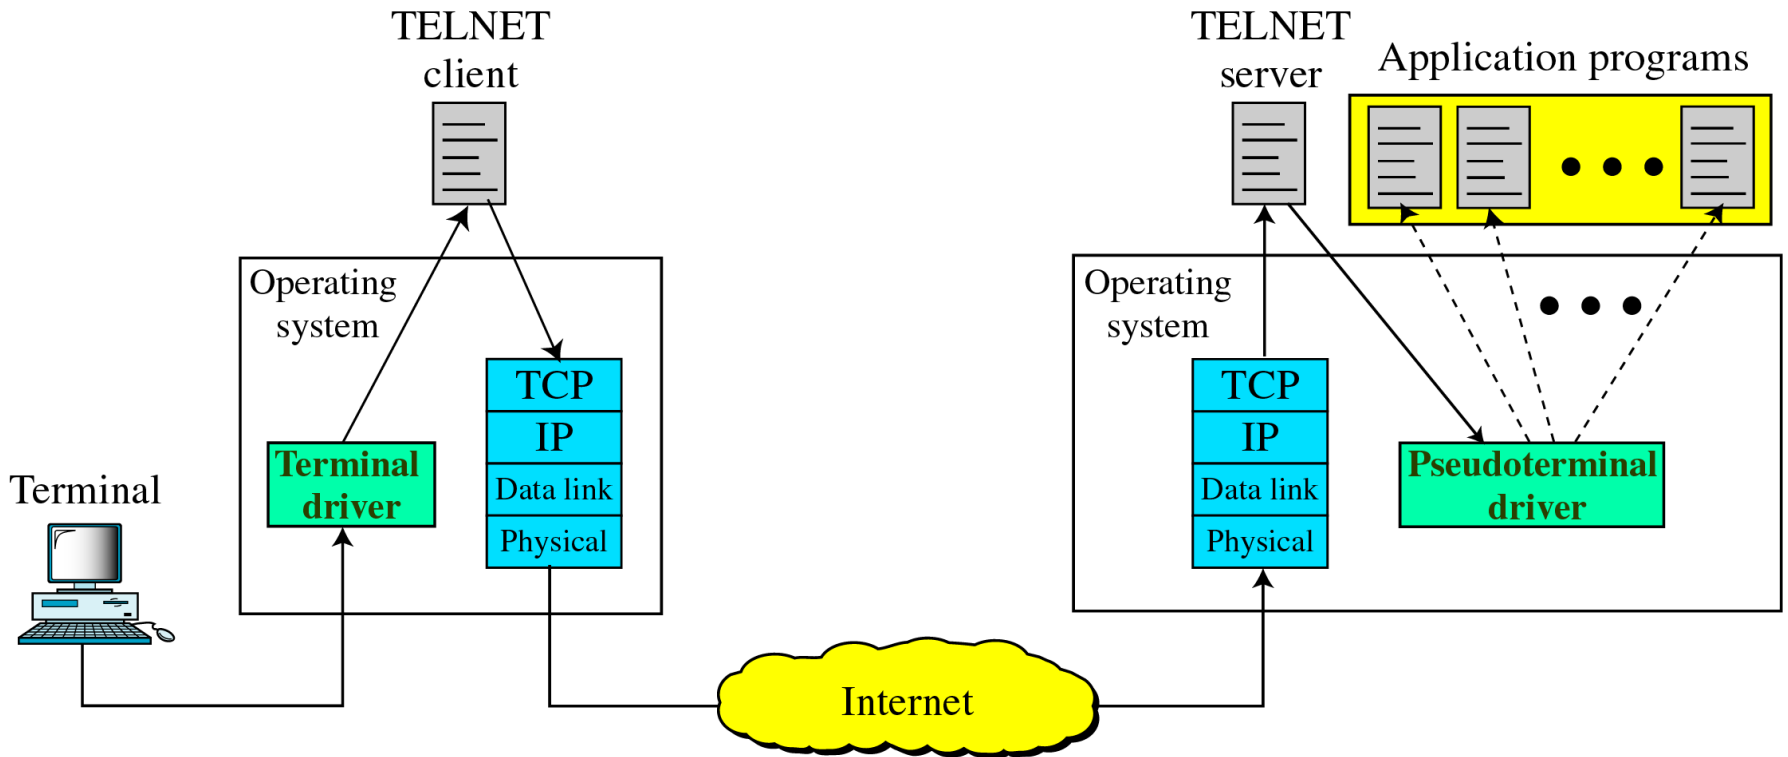 TELNET
client
TELNET
server
Application programs
Operating
system
Operating
system
TCP
IP
Data link
Physical
TCP
IP
Data link
Physical
Terminal
driver
Pseudoterminal
driver
Terminal
Internet